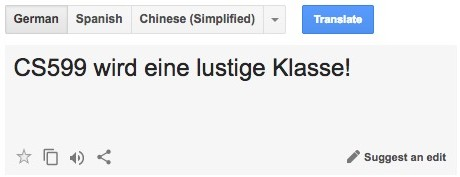 German Spanish Chinese (Simplified) Translate
CS599 wird eine lustige Klasse!
Suggest an edit